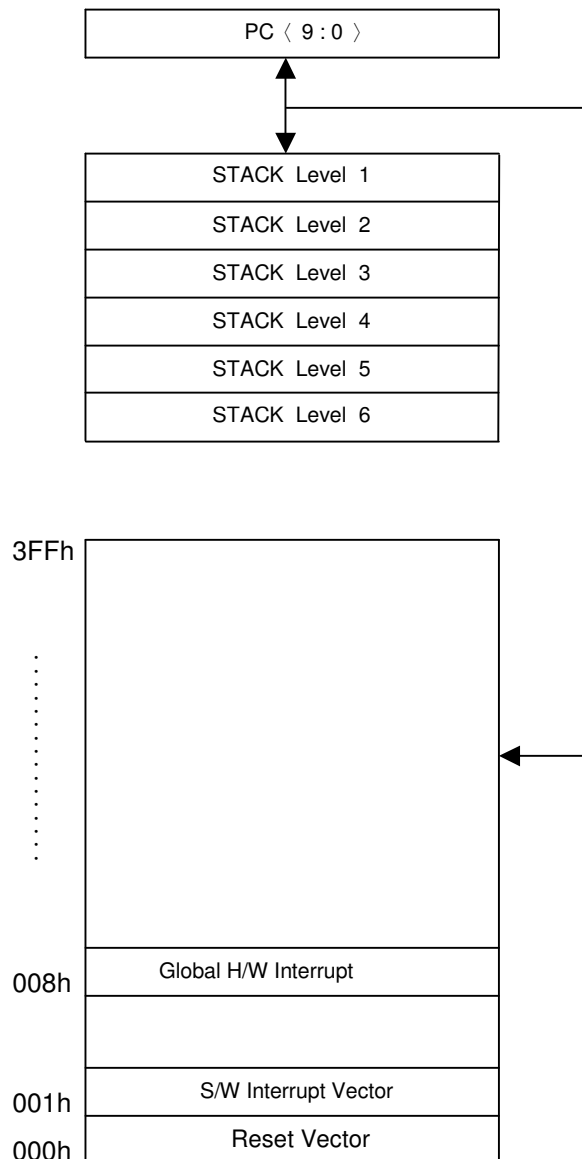 PC〈 9 : 0 〉
STACK Level 1
STACK Level 2
STACK Level 3
STACK Level 4
STACK Level 5
STACK Level 6
3FFh
008h Global H/W Interrupt
001h S/W Interrupt Vector
000h Reset Vector